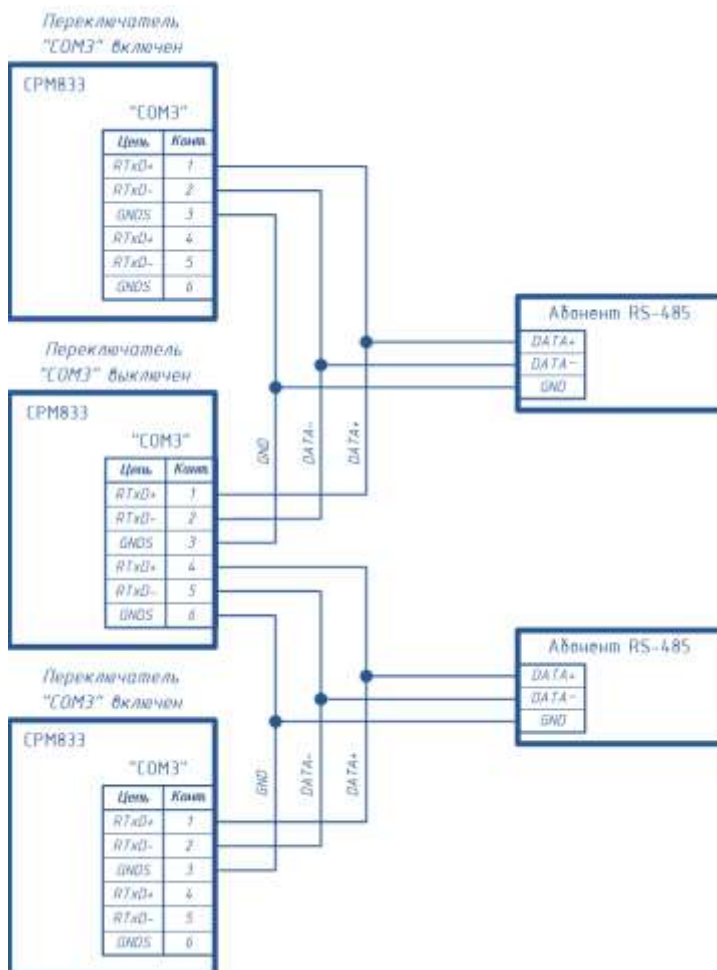 Переключатель
"COM3" включен
CPM833
"COM3"
Цепь Конт.
RTxD+ 1
RTxD- 2
GNDS 3
RTxD+ 4
RTxD- 5
GNDS 6
Абонент RS-485
DATA+
DATA-
GND
Переключатель
"COM3" выключен
CPM833
"COM3"
Цепь Конт.
RTxD+ 1
RTxD- 2
GNDS 3
RTxD+ 4
RTxD- 5
GNDS 6
GND
DATA-
DATA+
Абонент RS-485
DATA+
DATA-
GND
Переключатель
"COM3" включен
CPM833
"COM3"
Цепь Конт.
RTxD+ 1
RTxD- 2
GNDS 3
RTxD+ 4
RTxD- 5
GNDS 6
GND
DATA-
DATA+